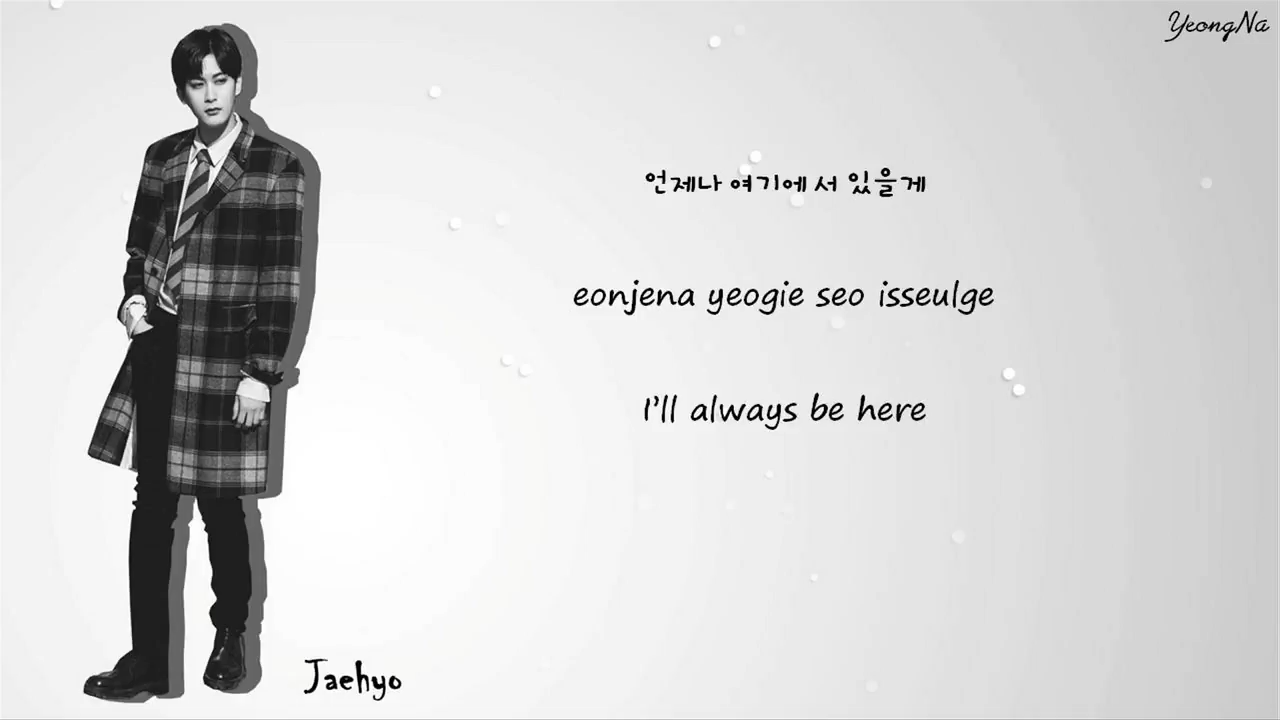 YeongNa
언제나 여기에 서 있을게
eonjena yeogie seo isseulge
I'll always be here
Jaehyo